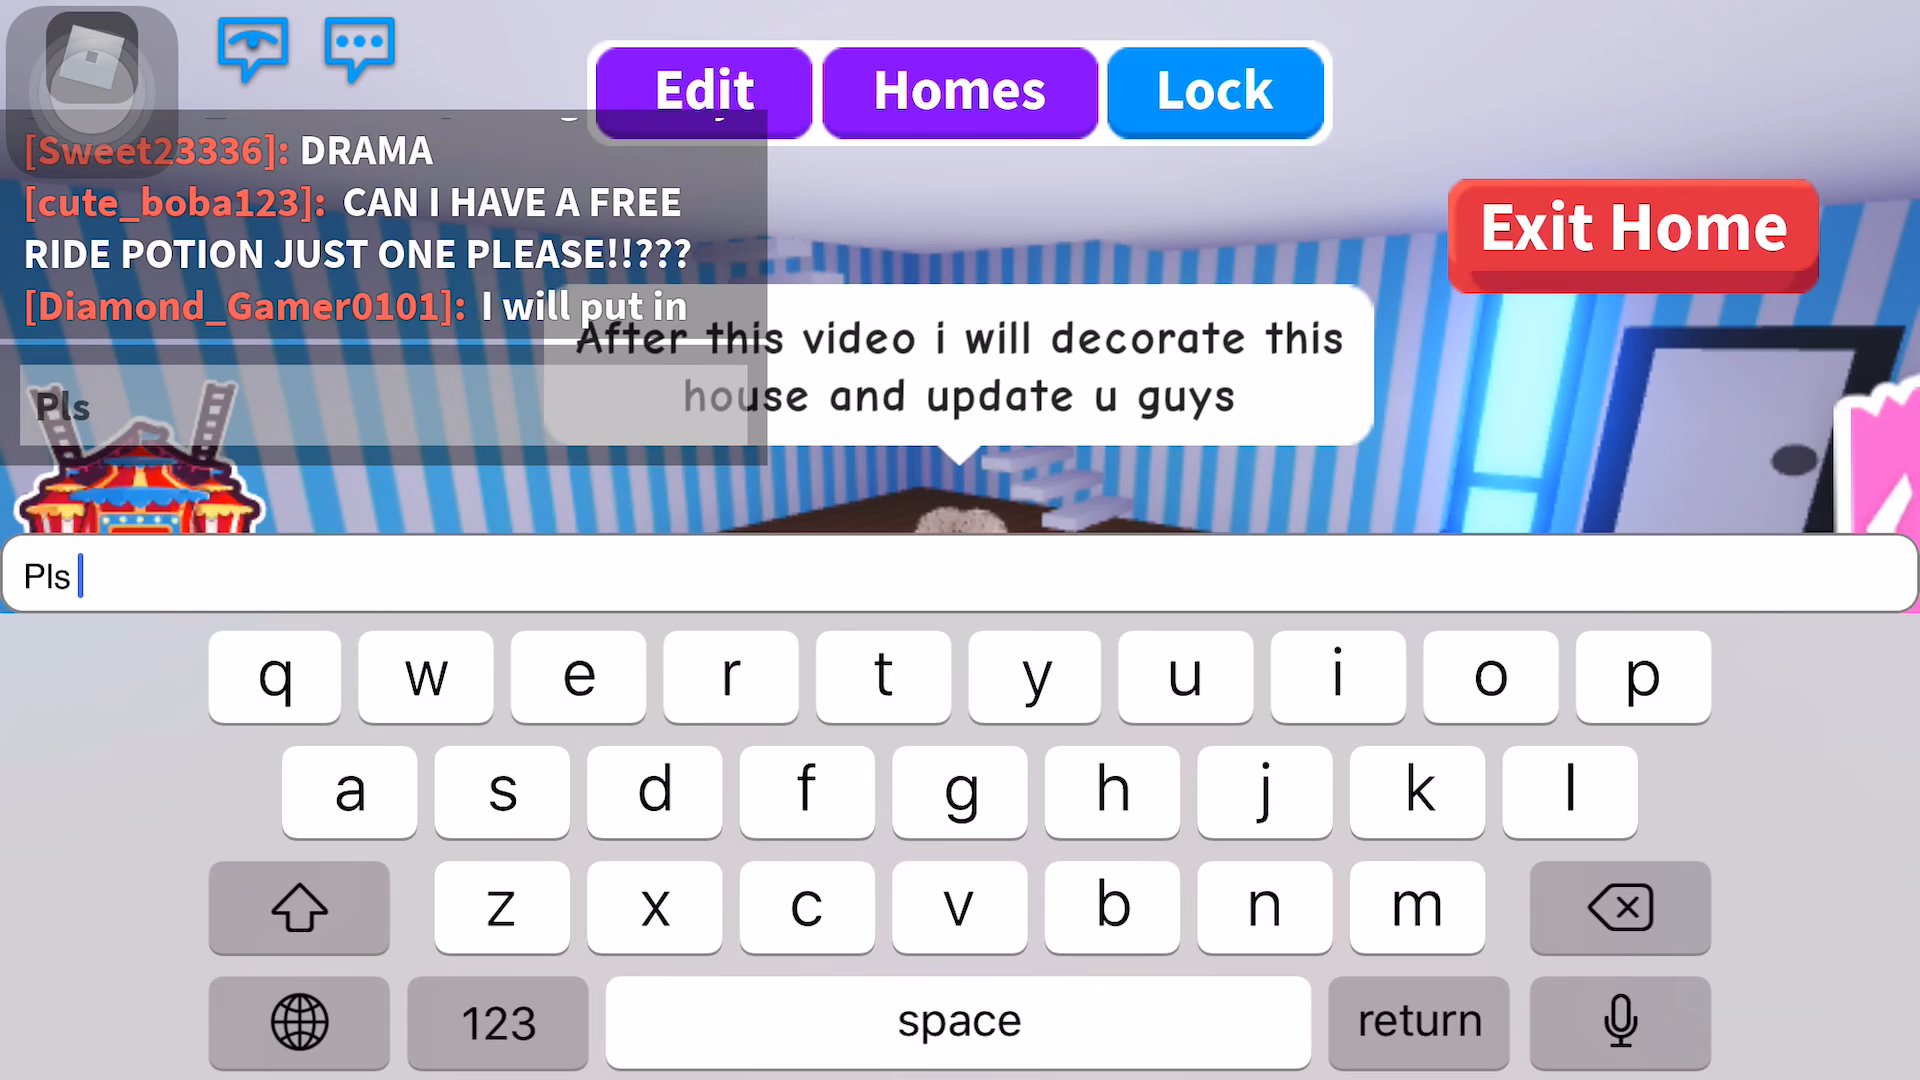 Edit Homes Lock
[Sweet23336]: DRAMA
[cute_boba123]: CAN I HAVE A FREE
RIDE POTION JUST ONE PLEASE!!???
[Diamond_Gamer0101]: I will put in
Exit Home
After this video i will decorate this
house and update u guys
Pls
Pls
q w e r t y u i o p
a s d f g h j k l
z x c v b n m
123 space return